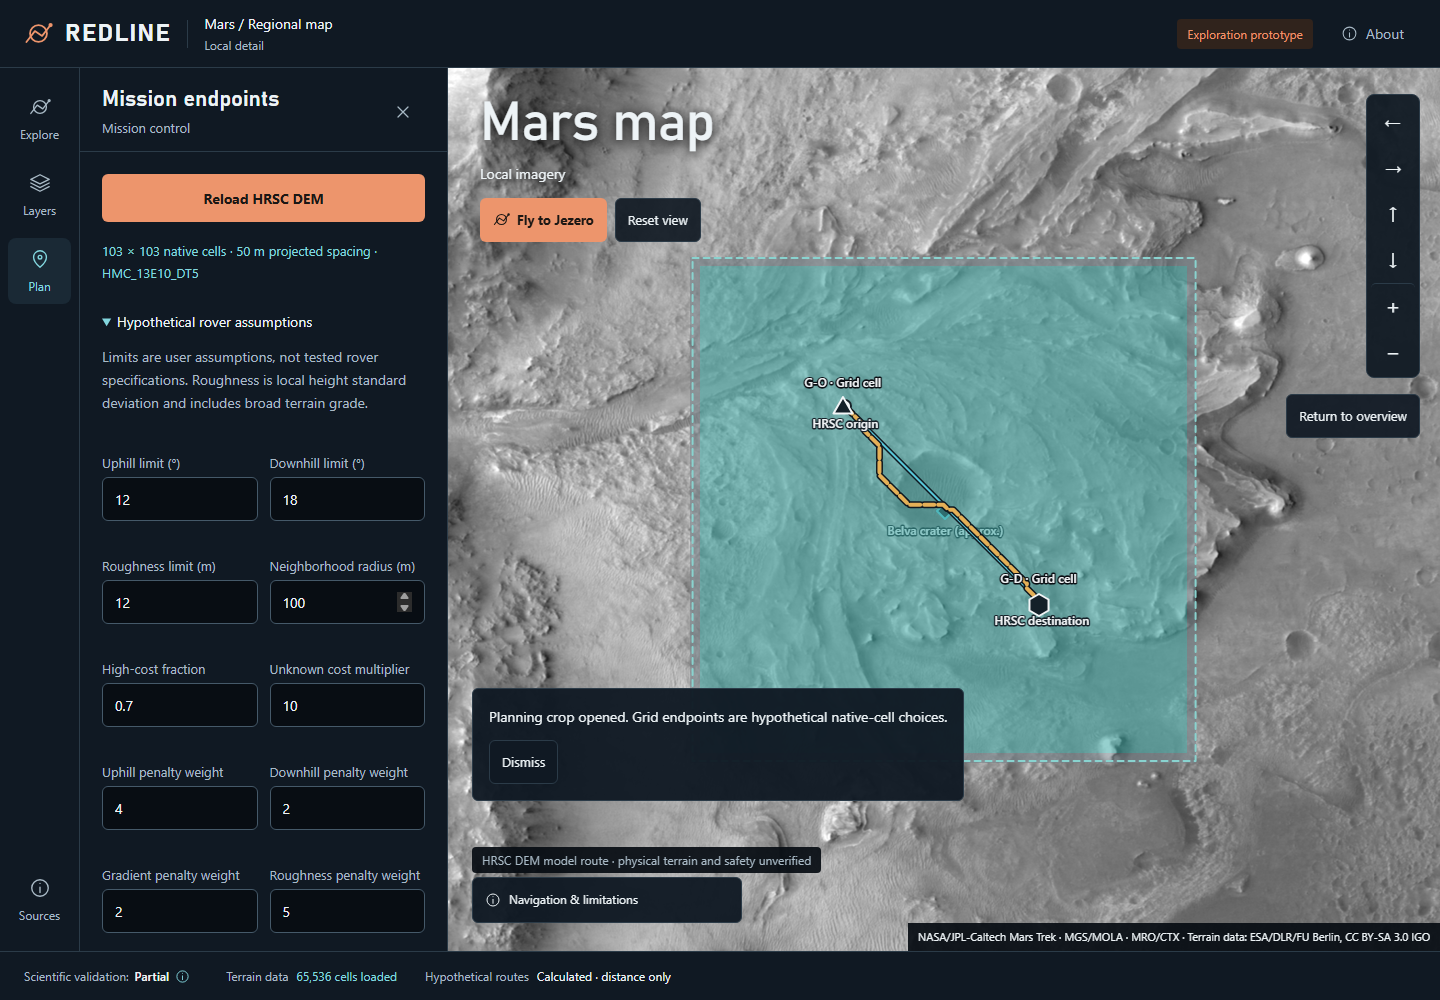 REDLINE
Mars / Regional map
Local detail
Exploration prototype
About
Explore
Layers
Plan
Sources
Mission endpoints
Mission control
Reload HRSC DEM
103 × 103 native cells · 50 m projected spacing ·
HMC_13E10_DT5
Hypothetical rover assumptions
Limits are user assumptions, not tested rover
specifications. Roughness is local height standard
deviation and includes broad terrain grade.
Uphill limit (°)
Downhill limit (°)
12
18
Roughness limit (m)
Neighborhood radius (m)
12
100
High-cost fraction
Unknown cost multiplier
0.7
10
Uphill penalty weight
Downhill penalty weight
4
2
Gradient penalty weight
Roughness penalty weight
2
5
Mars map
Local imagery
Fly to Jezero
Reset view
Return to overview
G-O · Grid cell
HRSC origin
Belva crater (approx.)
G-D · Grid cell
HRSC destination
Planning crop opened. Grid endpoints are hypothetical native-cell choices.
Dismiss
HRSC DEM model route · physical terrain and safety unverified
Navigation & limitations
NASA/JPL-Caltech Mars Trek · MGS/MOLA · MRO/CTX · Terrain data: ESA/DLR/FU Berlin, CC BY-SA 3.0 IGO
Scientific validation: Partial
Terrain data 65,536 cells loaded
Hypothetical routes Calculated · distance only